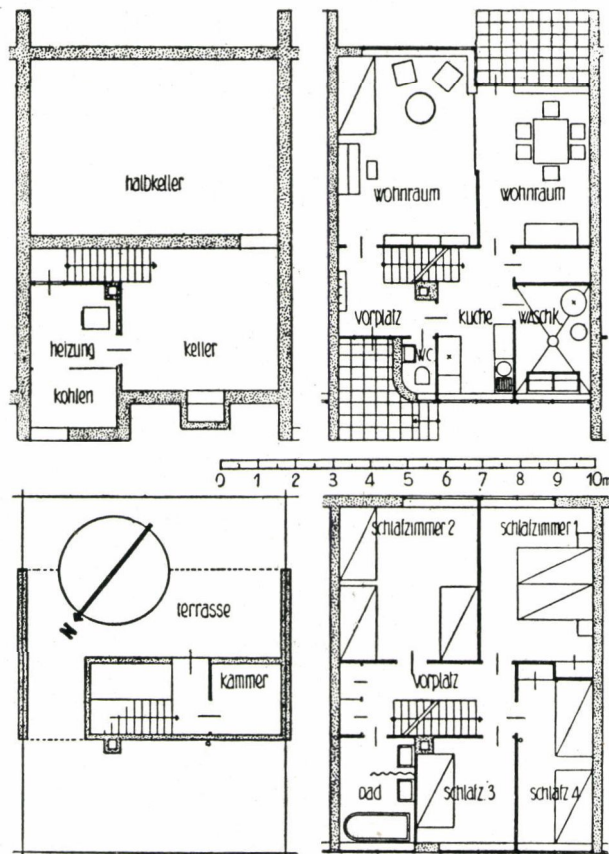 halbkeller
heizung
keller
kohlen
wohnraum
wohnraum
vorplatz
küche
waschk.
WC
0 1 2 3 4 5 6 7 8 9 10m
N
terrasse
kammer
schlafzimmer 2
schlafzimmer 1
vorplatz
bad
schlafz 3
schlafz 4